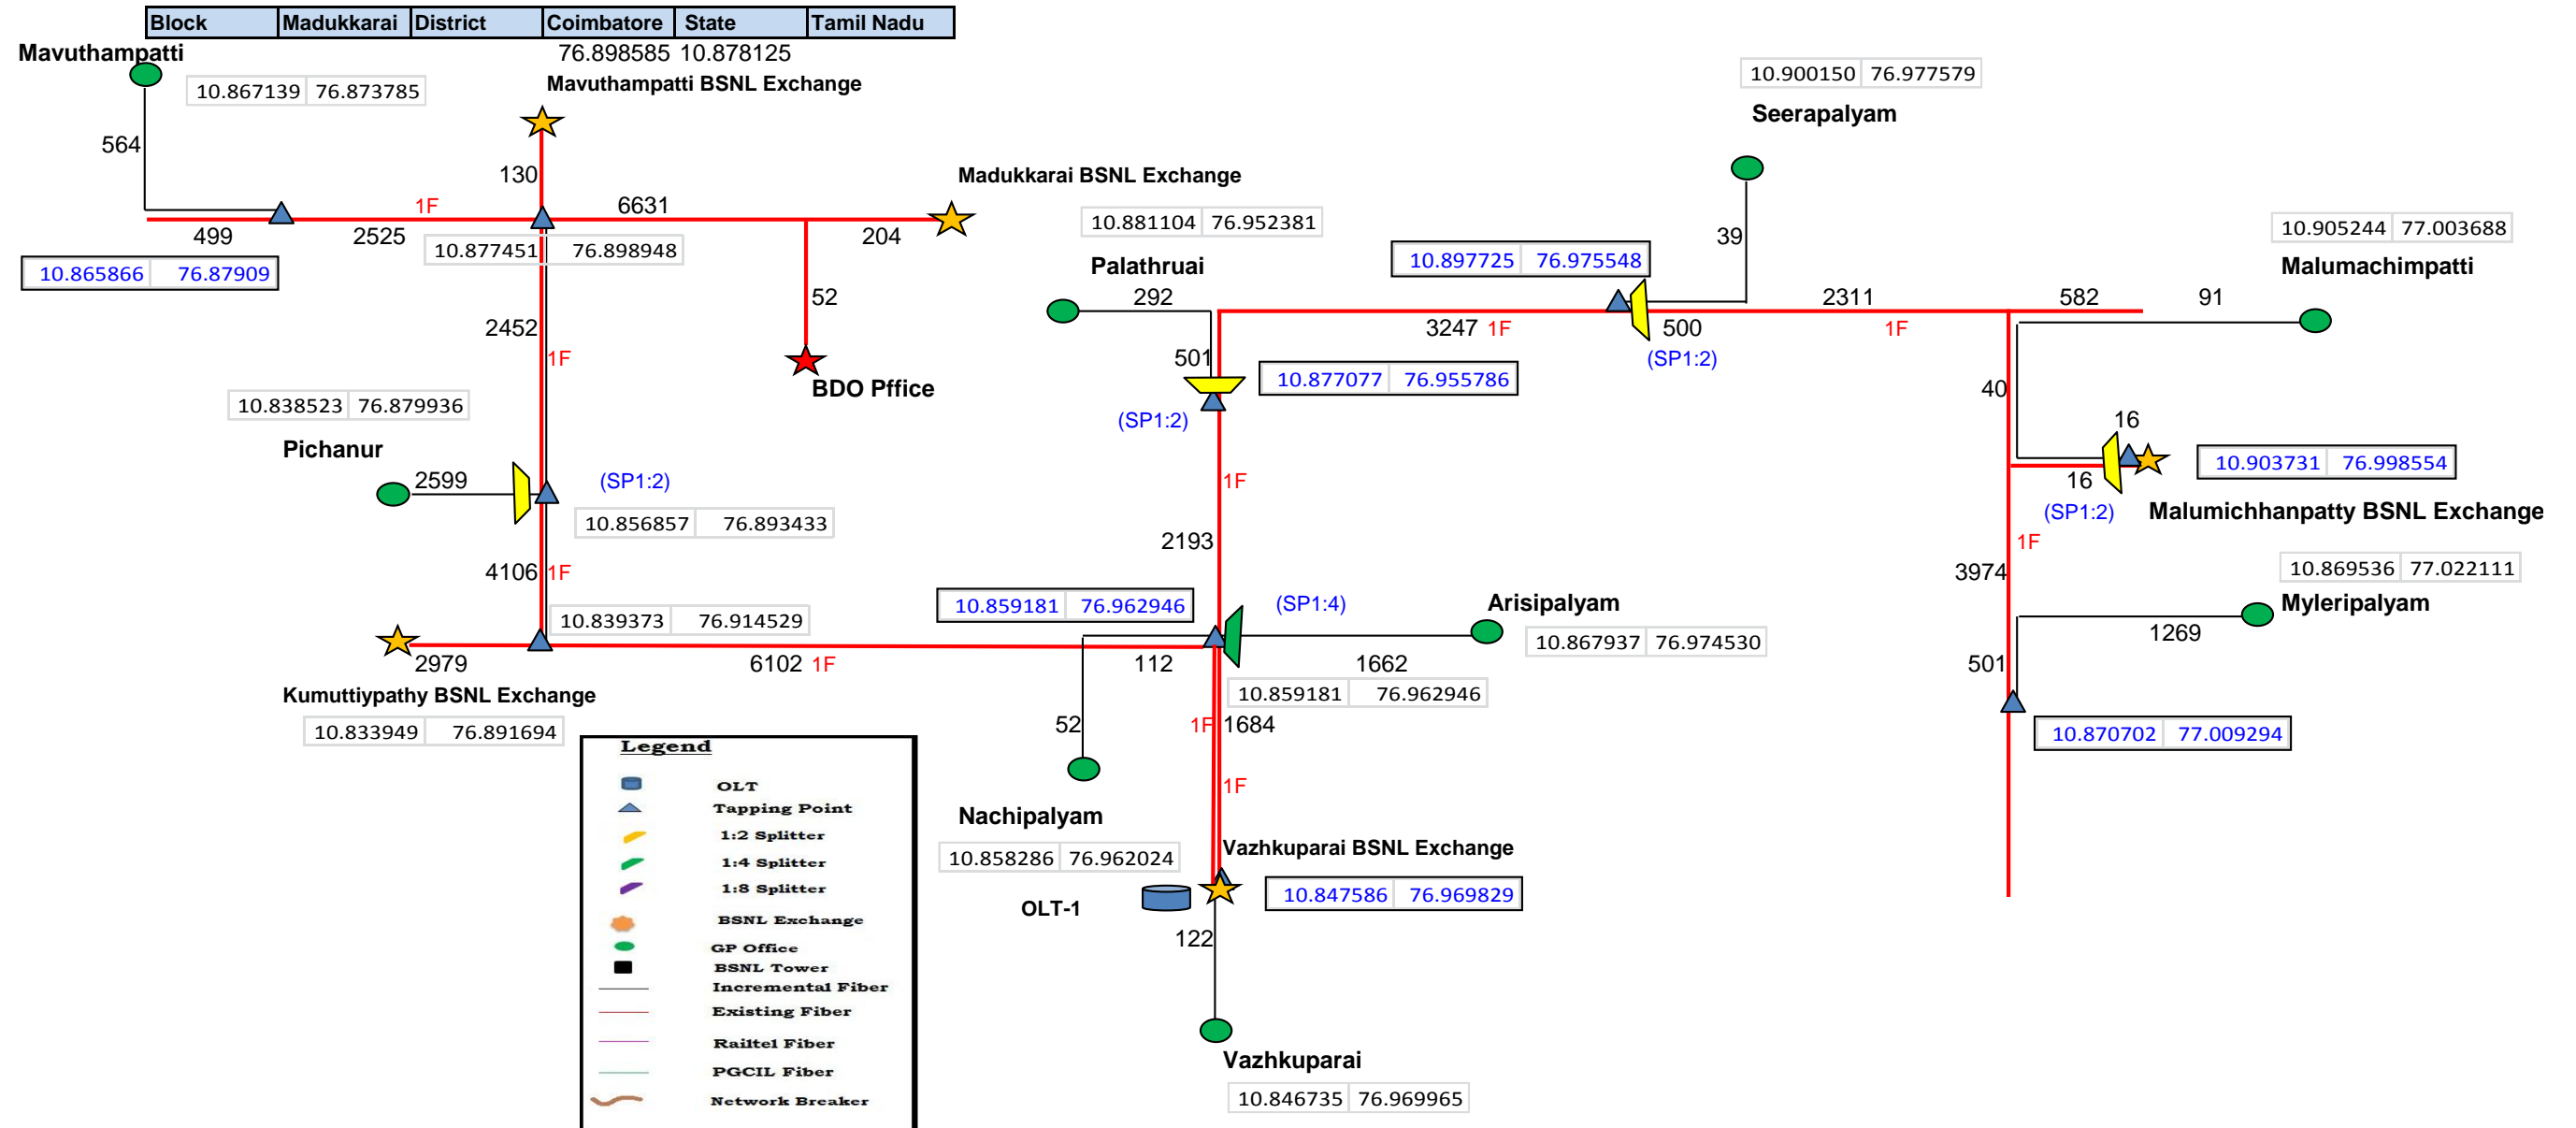 Block Madukkarai District Coimbatore State Tamil Nadu
76.898585 10.878125
Mavuthampatti
10.867139 76.873785
Mavuthampatti BSNL Exchange
564
130
1F
6631
499
2525
10.877451 76.898948
10.865866 76.87909
Madukkarai BSNL Exchange
204
52
BDO Pffice
2452
1F
10.838523 76.879936
Pichanur
2599
(SP1:2)
10.856857 76.893433
4106
1F
10.839373 76.914529
2979
6102 1F
112
Kumuttiypathy BSNL Exchange
10.833949 76.891694
10.881104 76.952381
Palathruai
292
501
(SP1:2)
10.877077 76.955786
1F
2193
10.859181 76.962946
(SP1:4)
Arisipalyam
10.867937 76.974530
1662
10.859181 76.962946
52
1F
1684
1F
Nachipalyam
10.858286 76.962024
Vazhkuparai BSNL Exchange
10.847586 76.969829
OLT-1
122
Vazhkuparai
10.846735 76.969965
10.900150 76.977579
Seerapalyam
39
10.897725 76.975548
3247 1F
500
(SP1:2)
2311
1F
582
91
10.905244 77.003688
Malumachimpatti
40
16
16
(SP1:2)
10.903731 76.998554
Malumichhanpatty BSNL Exchange
1F
3974
10.869536 77.022111
Myleripalyam
1269
501
10.870702 77.009294
Legend
OLT
Tapping Point
1:2 Splitter
1:4 Splitter
1:8 Splitter
BSNL Exchange
GP Office
BSNL Tower
Incremental Fiber
Existing Fiber
Railtel Fiber
PGCIL Fiber
Network Breaker